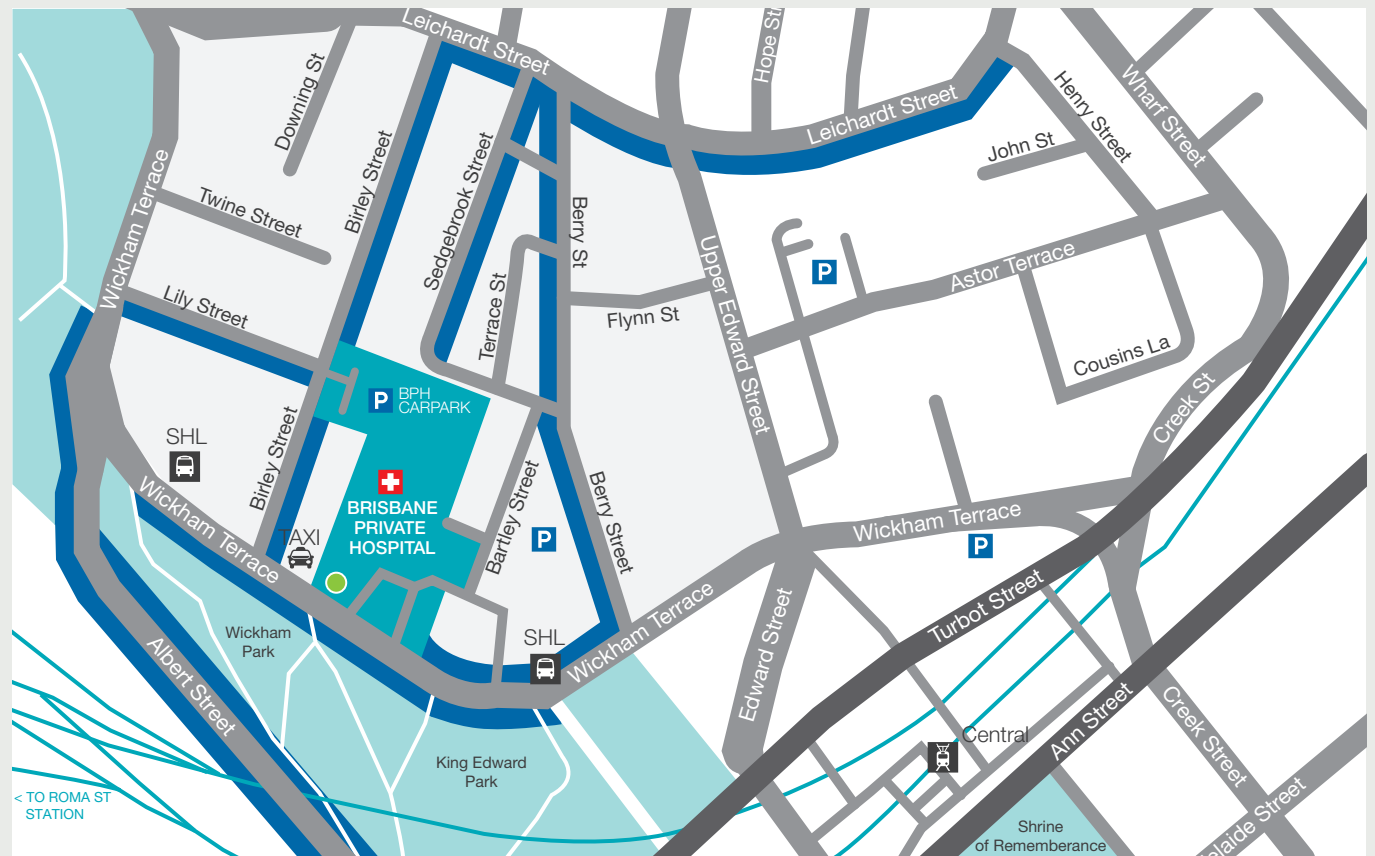 Leichardt Street
Hope St
Downing St
Birley Street
Sedgebrook Street
Leichardt Street
Henry Street
Wharf Street
John St
Wickham Terrace
Twine Street
Berry St
Upper Edward Street
Astor Terrace
P
Lily Street
Terrace St
Flynn St
Cousins La
P BPH
CARPARK
Creek St
SHL
Birley Street
Bartley Street
Berry Street
BRISBANE
PRIVATE
HOSPITAL
P
Wickham Terrace
P
Wickham Terrace
TAXI
Wickham
Park
SHL
Wickham Terrace
Edward Street
Turbot Street
Albert Street
Central
Ann Street
Creek Street
King Edward
Park
< TO ROMA ST
STATION
Shrine
of Rememberance
elaide Street